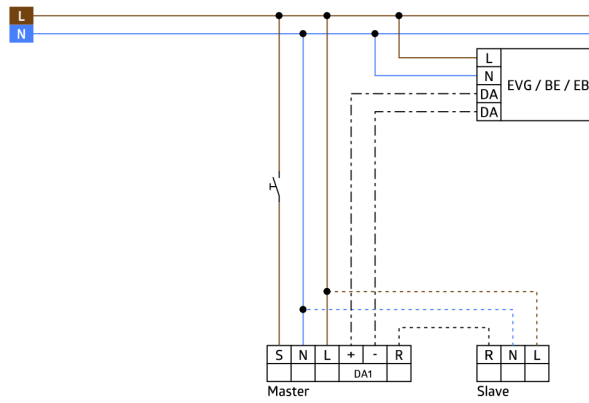 L
N
L
N EVG / BE / EB
DA
DA
S N L + - R
DA1
Master
R N L
Slave